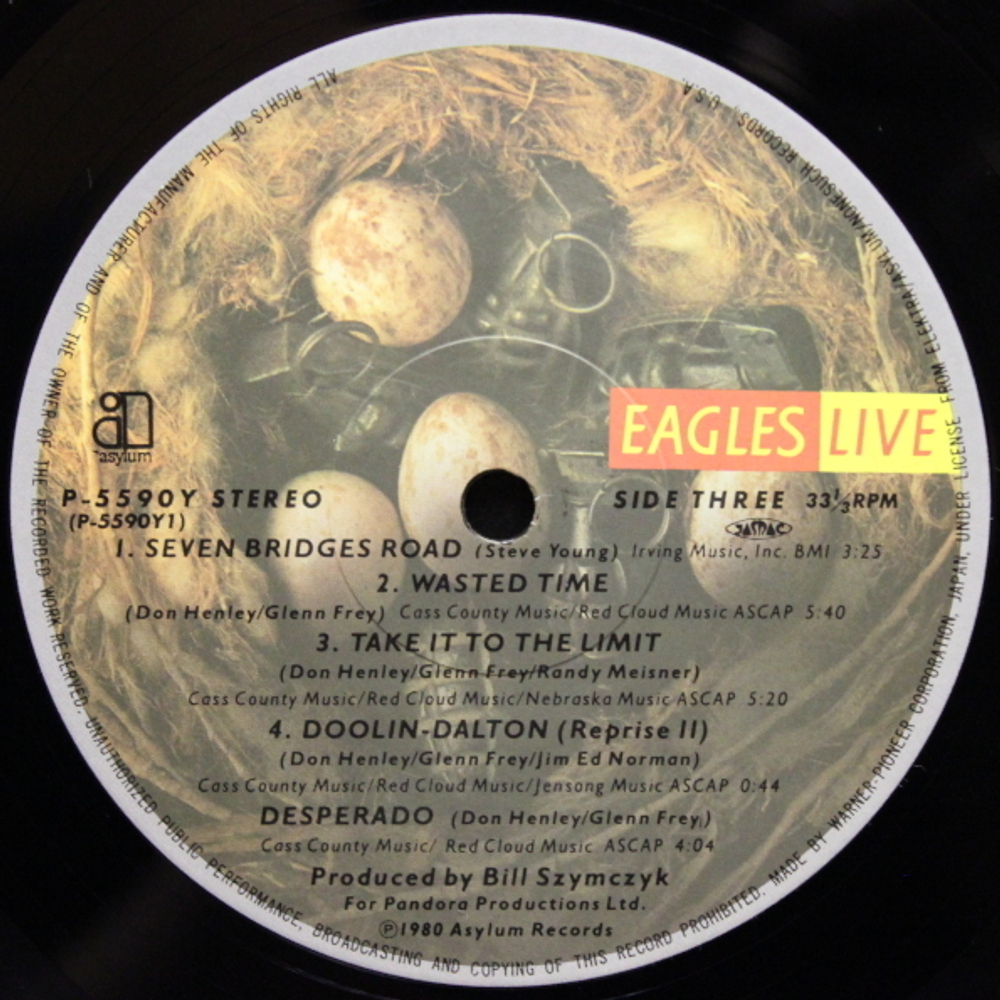 EAGLES LIVE
asylum
P-5590Y STEREO
(P-5590Y1)
SIDE THREE 33⅓RPM
JASRAC
1. SEVEN BRIDGES ROAD (Steve Young) Irving Music, Inc. BMI 3:25
2. WASTED TIME
(Don Henley/Glenn Frey) Cass County Music/Red Cloud Music ASCAP 5:40
3. TAKE IT TO THE LIMIT
(Don Henley/Glenn Frey/Randy Meisner)
Cass County Music/Red Cloud Music/Nebraska Music ASCAP 5:20
4. DOOLIN-DALTON (Reprise II)
(Don Henley/Glenn Frey/Jim Ed Norman)
Cass County Music/Red Cloud Music/Jensong Music ASCAP 0:44
DESPERADO (Don Henley/Glenn Frey)
Cass County Music/ Red Cloud Music ASCAP 4:04
Produced by Bill Szymczyk
For Pandora Productions Ltd.
Ⓟ1980 Asylum Records
ALL RIGHTS OF THE MANUFACTURER AND OF THE OWNER OF THE RECORDED WORK RESERVED. UNAUTHORIZED PUBLIC PERFORMANCE, BROADCASTING AND COPYING OF THIS RECORD PROHIBITED. MADE BY WARNER-PIONEER CORPORATION, JAPAN, UNDER LICENSE FROM ELEKTRA/ASYLUM/NONESUCH RECORDS, U.S.A.